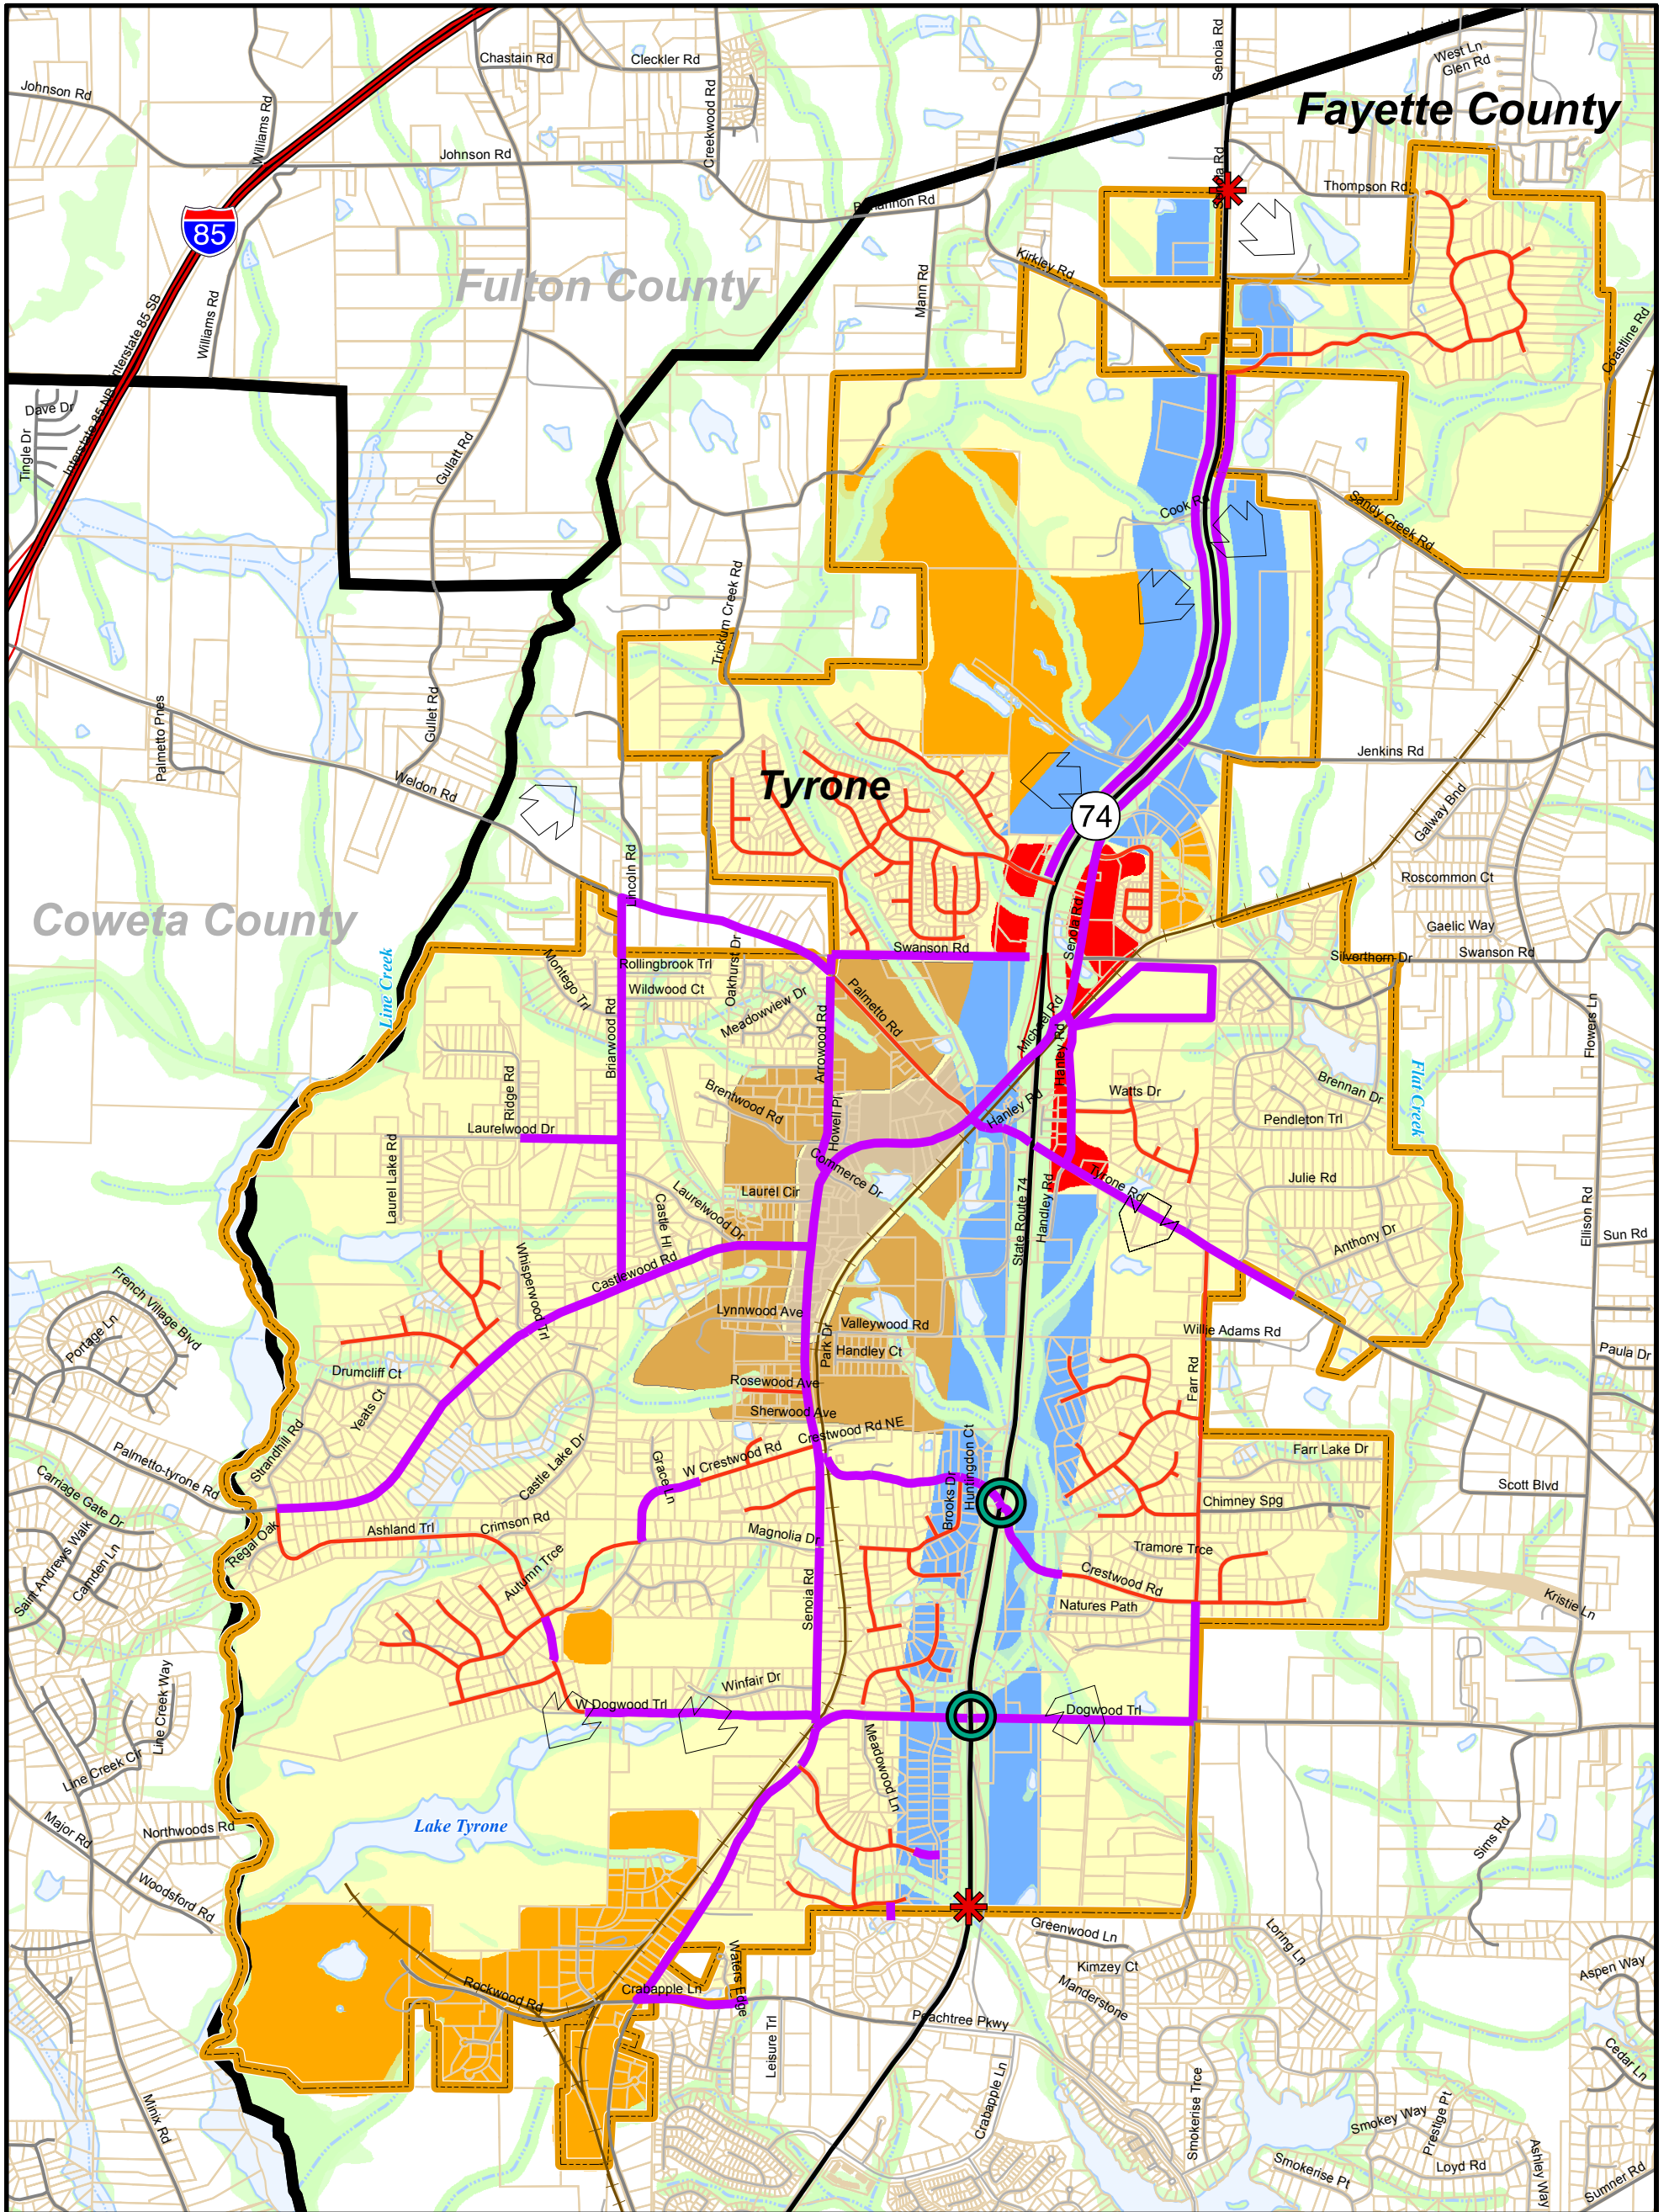 Senoia Rd
West Ln
Glen Rd
Chastain Rd
Cleckler Rd
Fayette County
Johnson Rd
Creekwood Rd
Williams Rd
Johnson Rd
Thompson Rd
Bohannon Rd
85
Kirkley Rd
Fulton County
Mann Rd
Interstate 85 SB
Williams Rd
Coastline Rd
Dave Dr
Tingle Dr
Interstate 85 NB
Gullatt Rd
Cook Rd
Sandy Creek Rd
Trickum Creek Rd
Palmetto Pnes
Gullet Rd
Jenkins Rd
Weldon Rd
Tyrone
74
Galway Bnd
Lincoln Rd
Roscommon Ct
Coweta County
Senoia Rd
Gaelic Way
Swanson Rd
Swanson Rd
Silverthorn Dr
Line Creek
Montego Trl
Rollingbrook Trl
Oakhurst Dr
Wildwood Ct
Meadowview Dr
Palmetto Rd
Michael Rd
Flowers Ln
Briarwood Rd
Arrowood Rd
Hanley Rd
Ridge Rd
Brentwood Rd
Watts Dr
Brennan Dr
Flat Creek
Hanley Rd
Pendleton Trl
Laurelwood Dr
Howell Pl
Laurel Lake Rd
Commerce Dr
Julie Rd
Tyrone Rd
Laurel Cir
Castle Hl
Laurelwood Dr
State Route 74
Handley Rd
Ellison Rd
Sun Rd
Anthony Dr
Whisperwood Trl
Castlewood Rd
French Village Blvd
Portage Ln
Lynnwood Ave
Valleywood Rd
Willie Adams Rd
Park Dr
Handley Ct
Paula Dr
Drumcliff Ct
Rosewood Ave
Farr Rd
Yeats Ct
Sherwood Ave
Crestwood Rd NE
Strandhill Rd
Farr Lake Dr
Palmetto-tyrone Rd
Castle Lake Dr
Grace Ln
W Crestwood Rd
Huntingdon Ct
Brooks Dr
Scott Blvd
Carriage Gate Dr
Chimney Spg
Regal Oak
Ashland Trl
Crimson Rd
Magnolia Dr
Saint Andrews Walk
Camden Ln
Autumn Trce
Tramore Trce
Crestwood Rd
Senoia Rd
Natures Path
Kristie Ln
Line Creek Way
Winfair Dr
W Dogwood Trl
Dogwood Trl
Line Creek Cir
Meadowood Ln
Major Rd
Northwoods Rd
Lake Tyrone
Sims Rd
Woodsford Rd
Greenwood Ln
Loring Ln
Waters Edge
Kimzey Ct
Aspen Way
Rockwood Rd
Crabapple Ln
Manderstone
Peachtree Pkwy
Leisure Trl
Crabapple Ln
Cedar Ln
Minix Rd
Smokerise Trce
Smokey Way
Prestige Pt
Loyd Rd
Smokerise Pt
Ashley Way
Sumner Rd